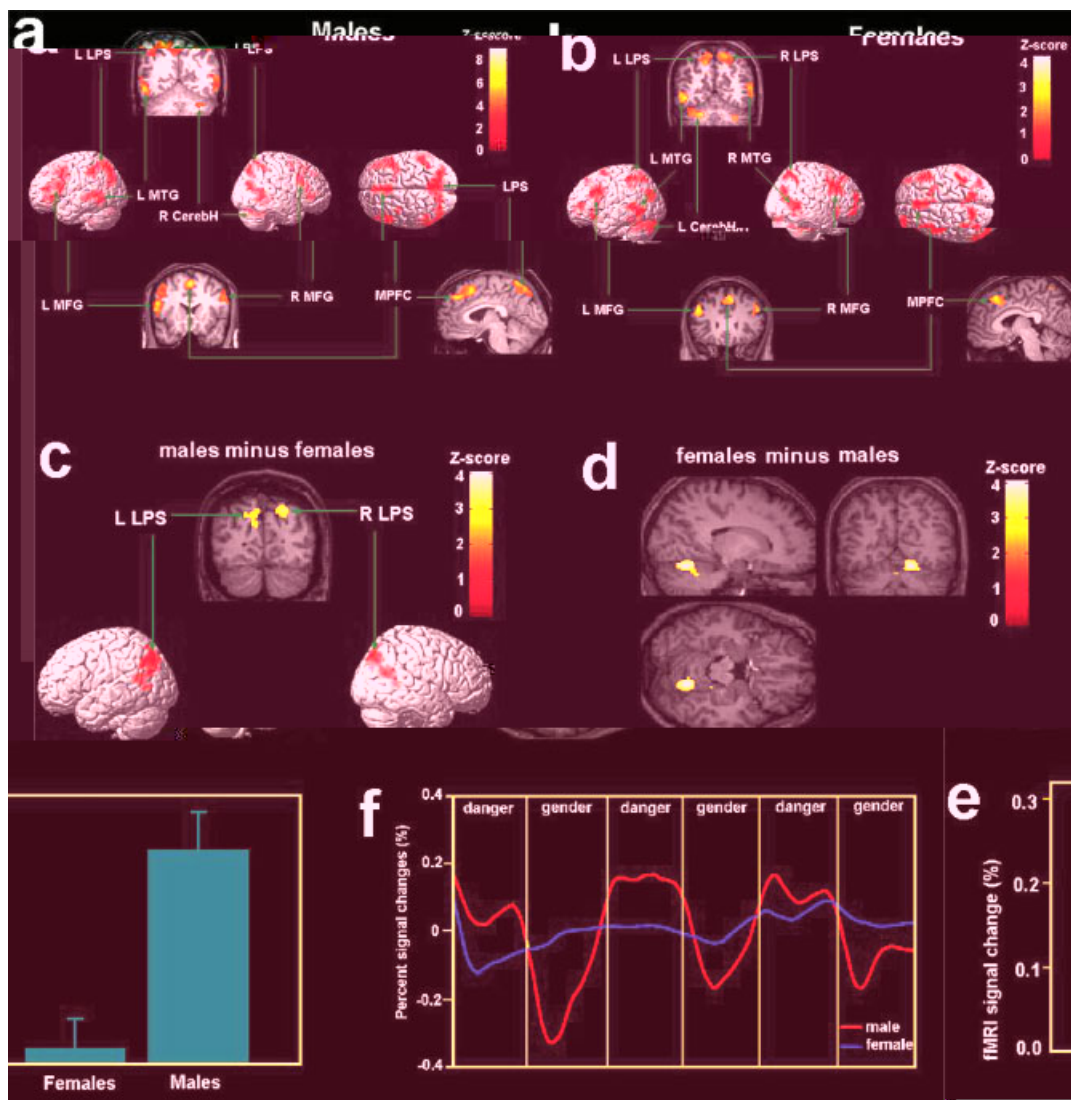 a
Males
Z-score
8
6
4
2
0
L LPS
L MTG
R CerebH
LPS
L MFG
R MFG
MPFC
b
Females
Z-score
4
3
2
1
0
L LPS
R LPS
L MTG
R MTG
L CerebH
L MFG
R MFG
MPFC
c
males minus females
Z-score
4
3
2
1
0
L LPS
R LPS
d
females minus males
Z-score
4
3
2
1
0
Females
Males
f
Percent signal changes (%)
0.4
0.2
0
-0.2
-0.4
danger
gender
danger
gender
danger
gender
male
female
e
fMRI signal change (%)
0.3
0.2
0.1
0.0